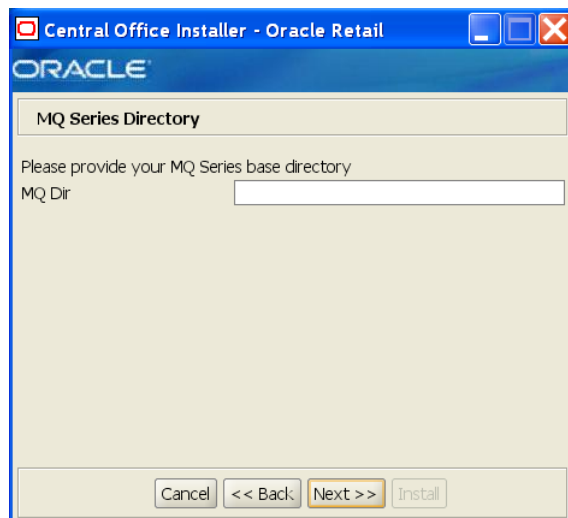 Central Office Installer - Oracle Retail
ORACLE
MQ Series Directory
Please provide your MQ Series base directory
MQ Dir
Cancel << Back Next >> Install